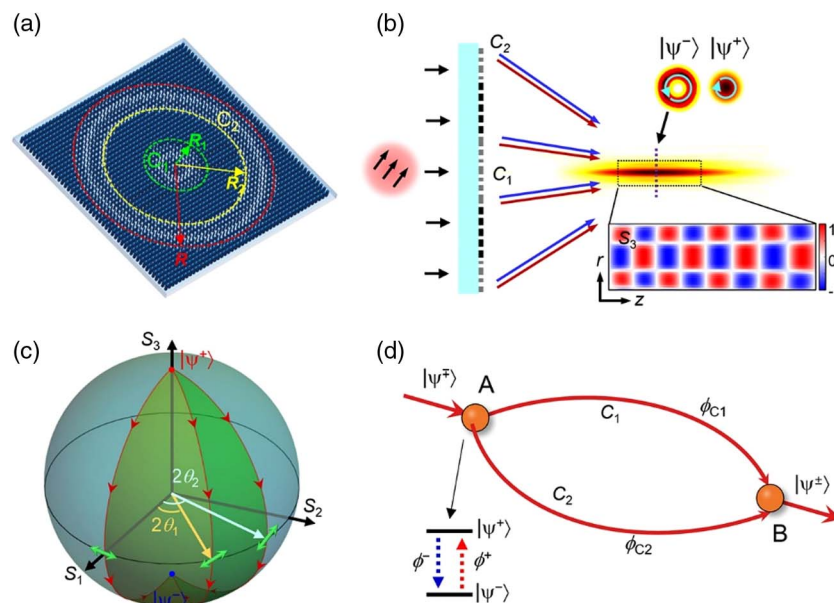 (a)
C₂
R₁
C₁
R₂
R
(b)
C₂
|ψ⁻⟩ |ψ⁺⟩
C₁
S₃
1
0
r
z
(c)
S₃
|ψ⁺⟩
2θ₂
2θ₁
S₂
S₁
|ψ⁻⟩
(d)
|ψ∓⟩
A
C₁
ϕC1
C₂
|ψ±⟩
B
ϕC2
|ψ⁺⟩
ϕ⁻ ϕ⁺
|ψ⁻⟩